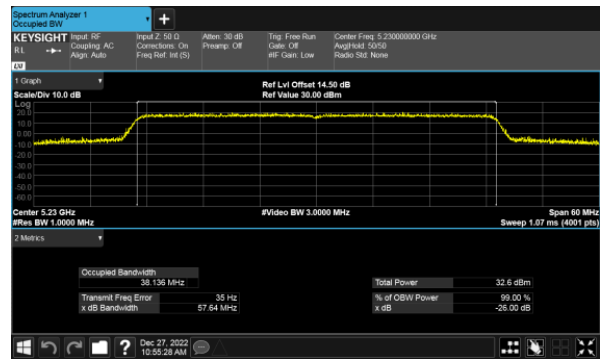 Spectrum Analyzer 1
Occupied BW
+
KEYSIGHT Input: RF Input Z: 50 Ω Atten: 30 dB Trig: Free Run Center Freq: 5.230000000 GHz
RL Coupling: AC Corrections: On Preamp: Off Gate: Off Avg|Hold: 50/50
Align: Auto Freq Ref: Int (S) #IF Gain: Low Radio Std: None
LXI
1 Graph Ref Lvl Offset 14.50 dB
Scale/Div 10.0 dB Ref Value 30.00 dBm
Log
20.0
10.0
0.00
-10.0
-20.0
-30.0
-40.0
-50.0
-60.0
Center 5.23 GHz #Video BW 3.0000 MHz Span 60 MHz
#Res BW 1.0000 MHz Sweep 1.07 ms (4001 pts)
2 Metrics
Occupied Bandwidth
38.136 MHz Total Power 32.6 dBm
Transmit Freq Error 35 Hz % of OBW Power 99.00 %
x dB Bandwidth 57.64 MHz x dB -26.00 dB
? Dec 27, 2022
10:55:28 AM